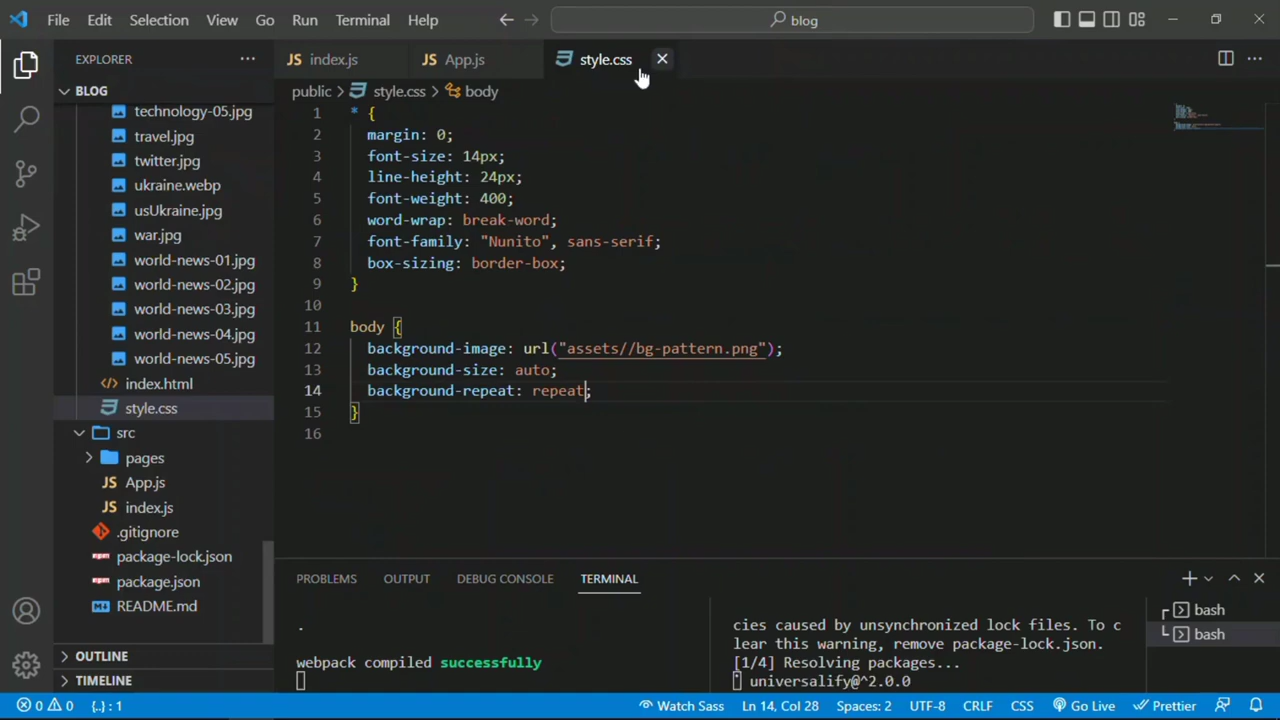 File Edit Selection View Go Run Terminal Help
blog
EXPLORER
BLOG
technology-05.jpg
travel.jpg
twitter.jpg
ukraine.webp
usUkraine.jpg
war.jpg
world-news-01.jpg
world-news-02.jpg
world-news-03.jpg
world-news-04.jpg
world-news-05.jpg
index.html
style.css
src
pages
App.js
index.js
.gitignore
package-lock.json
package.json
README.md
OUTLINE
TIMELINE
JS index.js JS App.js style.css
public > style.css > body
1 * {
2 margin: 0;
3 font-size: 14px;
4 line-height: 24px;
5 font-weight: 400;
6 word-wrap: break-word;
7 font-family: "Nunito", sans-serif;
8 box-sizing: border-box;
9 }
10
11 body {
12 background-image: url("assets//bg-pattern.png");
13 background-size: auto;
14 background-repeat: repeat;
15 }
16
PROBLEMS OUTPUT DEBUG CONSOLE TERMINAL
.
webpack compiled successfully
cies caused by unsynchronized lock files. To c
lear this warning, remove package-lock.json.
[1/4] Resolving packages...
universalify@^2.0.0
bash
bash
0 0 {..} : 1 Watch Sass Ln 14, Col 28 Spaces: 2 UTF-8 CRLF CSS Go Live Prettier